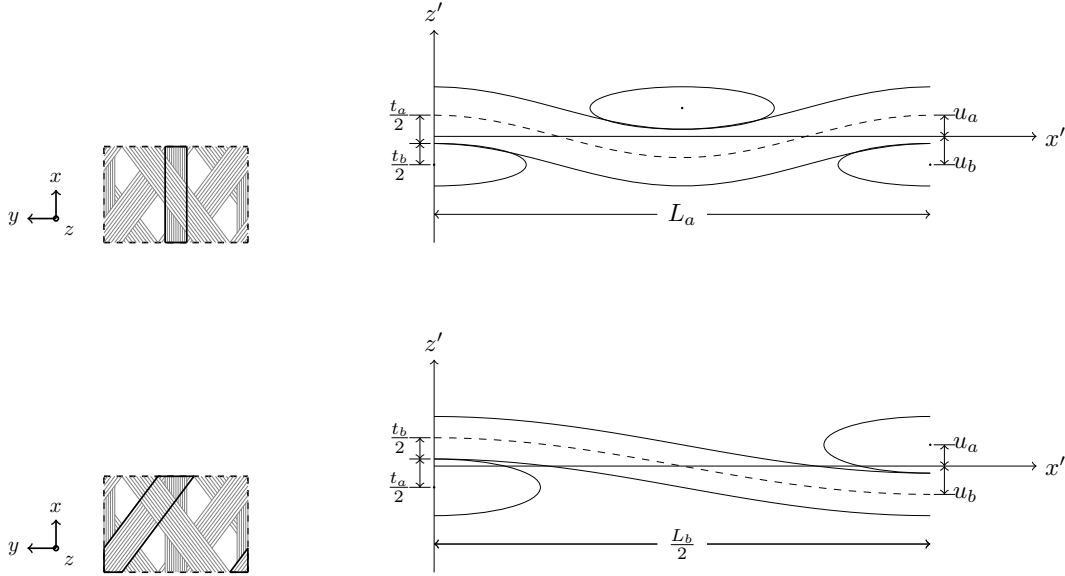 z′
t_a/2
u_a
x′
t_b/2
u_b
L_a
x
y
z
z′
t_b/2
u_a
x′
t_a/2
u_b
L_b/2
x
y
z